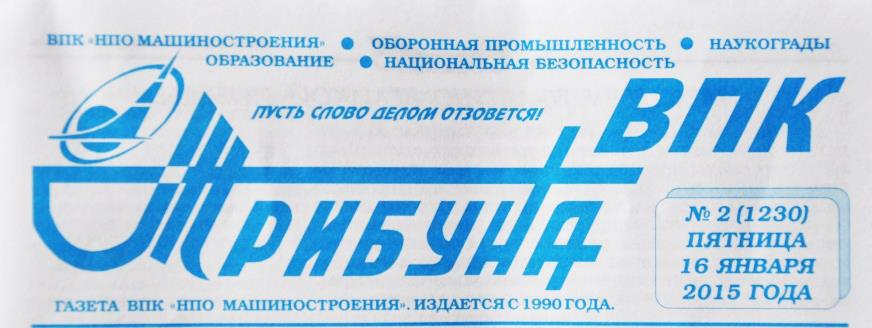 ВПК «НПО МАШИНОСТРОЕНИЯ» ● ОБОРОННАЯ ПРОМЫШЛЕННОСТЬ ● НАУКОГРАДЫ
ОБРАЗОВАНИЕ ● НАЦИОНАЛЬНАЯ БЕЗОПАСНОСТЬ
ПУСТЬ СЛОВО ДЕЛОМ ОТЗОВЕТСЯ!
ТРИБУНА ВПК
№ 2 (1230)
ПЯТНИЦА
16 ЯНВАРЯ
2015 ГОДА
ГАЗЕТА ВПК «НПО МАШИНОСТРОЕНИЯ». ИЗДАЕТСЯ С 1990 ГОДА.